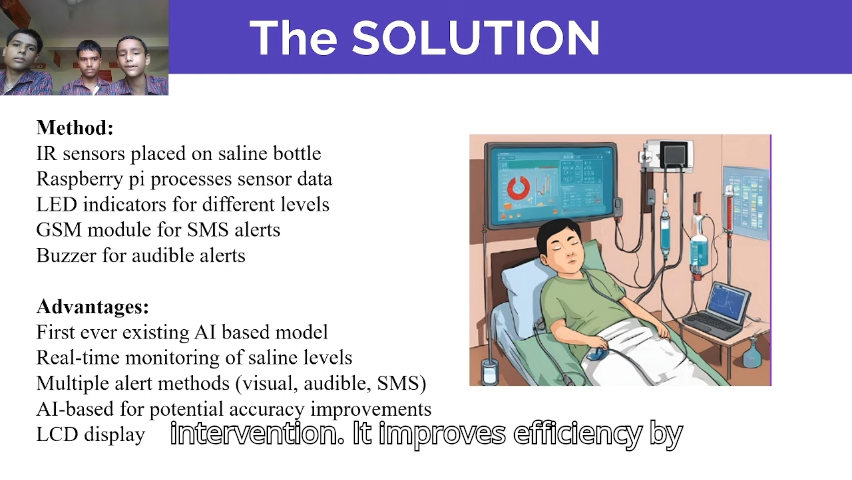 The SOLUTION
Method:
IR sensors placed on saline bottle
Raspberry pi processes sensor data
LED indicators for different levels
GSM module for SMS alerts
Buzzer for audible alerts
Advantages:
First ever existing AI based model
Real-time monitoring of saline levels
Multiple alert methods (visual, audible, SMS)
AI-based for potential accuracy improvements
LCD display
intervention. It improves efficiency by